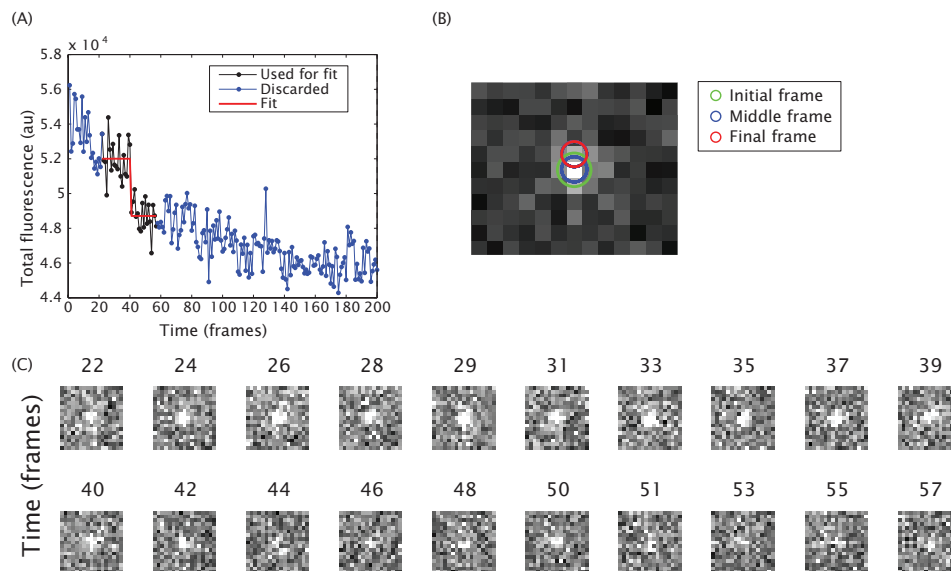 (A)
x 10⁴
5.8
5.6
5.4
5.2
5
4.8
4.6
4.4
Total fluorescence (au)
0 20 40 60 80 100 120 140 160 180 200
Time (frames)
Used for fit
Discarded
Fit
(B)
Initial frame
Middle frame
Final frame
(C)
Time (frames)
22 24 26 28 29 31 33 35 37 39
40 42 44 46 48 50 51 53 55 57